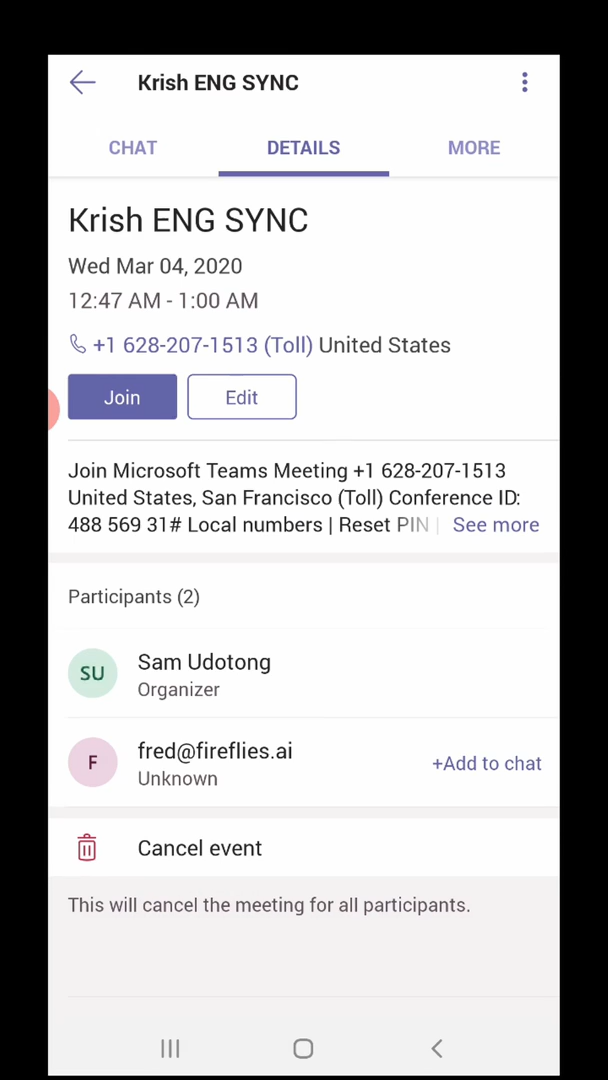 Krish ENG SYNC
CHAT DETAILS MORE
Krish ENG SYNC
Wed Mar 04, 2020
12:47 AM - 1:00 AM
+1 628-207-1513 (Toll) United States
Join Edit
Join Microsoft Teams Meeting +1 628-207-1513
United States, San Francisco (Toll) Conference ID:
488 569 31# Local numbers | Reset PIN | See more
Participants (2)
SU Sam Udotong
Organizer
F fred@fireflies.ai
Unknown
+Add to chat
Cancel event
This will cancel the meeting for all participants.